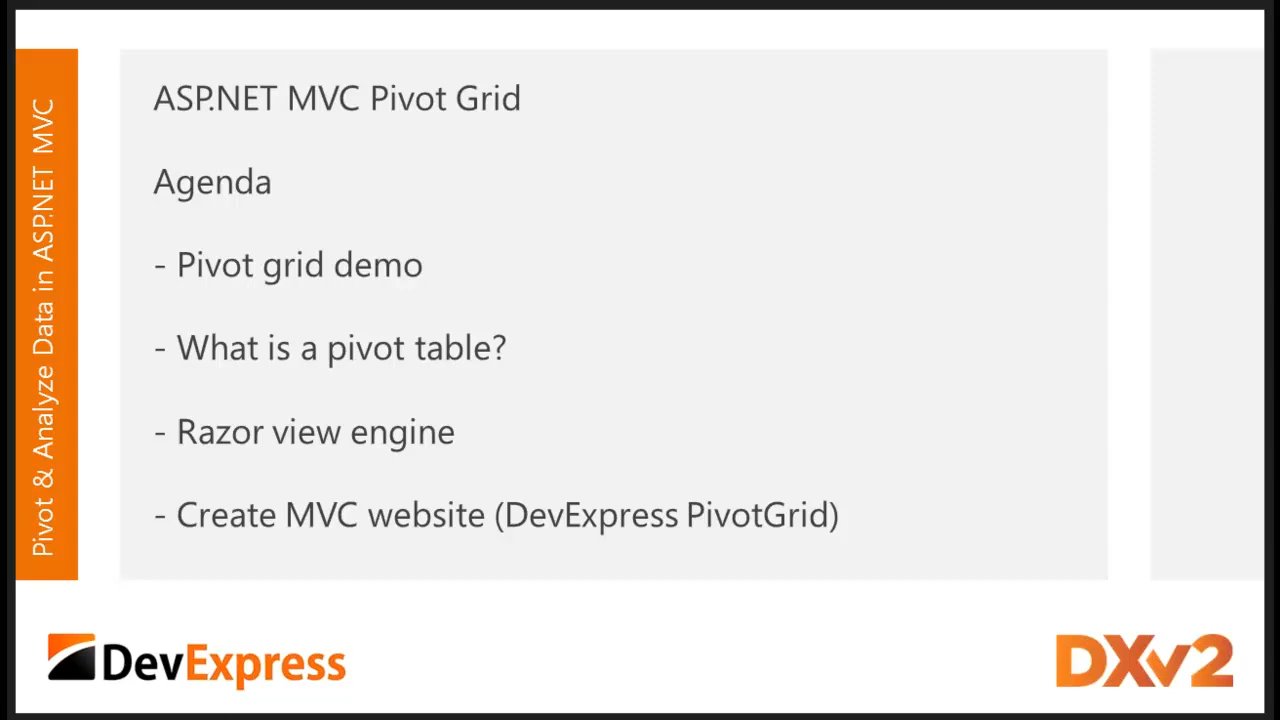 Pivot & Analyze Data in ASP.NET MVC
ASP.NET MVC Pivot Grid
Agenda
- Pivot grid demo
- What is a pivot table?
- Razor view engine
- Create MVC website (DevExpress PivotGrid)
DevExpress
DXv2